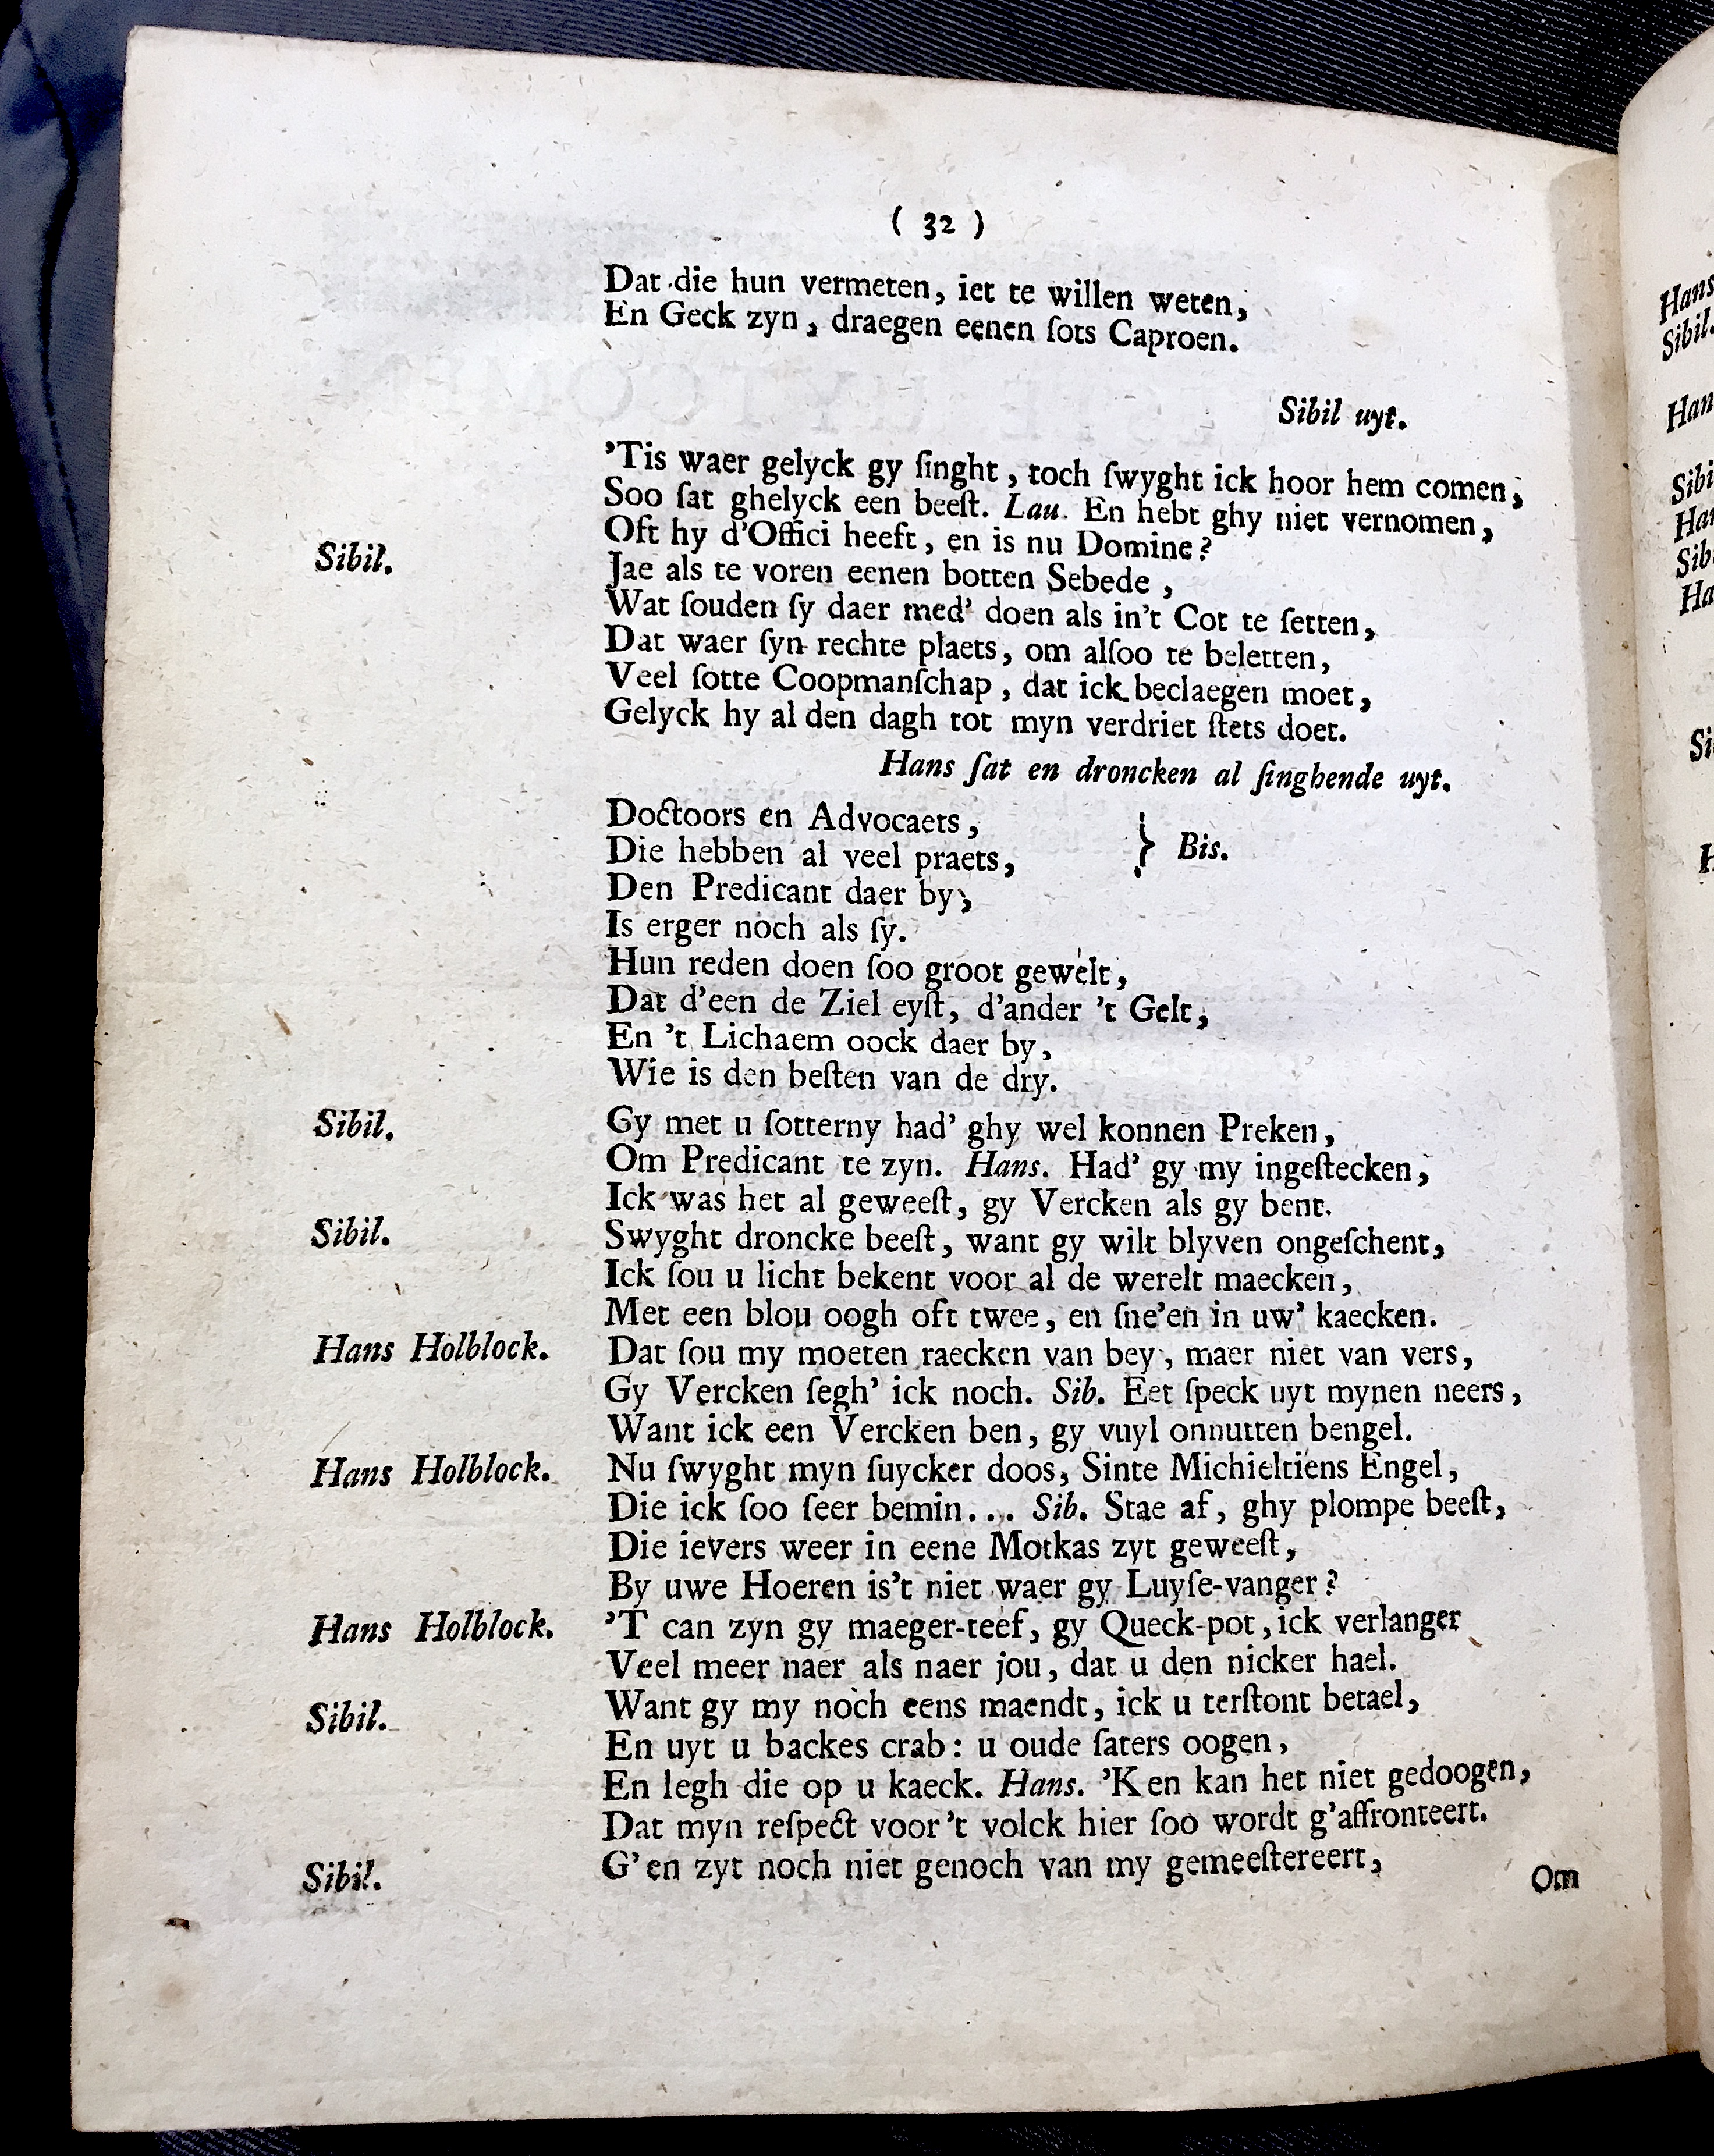 ( 32 )
Dat die hun vermeten, iet te willen weten,
En Geck zyn, draegen eenen ſots Caproen.
Sibil uyt.
'Tis waer gelyck gy ſinght, toch ſwyght ick hoor hem comen,
Soo ſat ghelyck een beeſt. Lau. En hebt ghy niet vernomen,
Oft hy d'Offici heeft, en is nu Domine?
Sibil. Jae als te voren eenen botten Sebede,
Wat ſouden ſy daer med' doen als in't Cot te ſetten,
Dat waer ſyn rechte plaets, om alſoo te beletten,
Veel ſotte Coopmanſchap, dat ick beclaegen moet,
Gelyck hy al den dagh tot myn verdriet ſtets doet.
Hans ſat en droncken al ſinghende uyt.
Doctoors en Advocaets,
Die hebben al veel praets, } Bis.
Den Predicant daer by,
Is erger noch als ſy.
Hun reden doen ſoo groot gewelt,
Dat d'een de Ziel eyſt, d'ander 't Gelt,
En 't Lichaem oock daer by,
Wie is den beſten van de dry.
Sibil. Gy met u ſotterny had' ghy wel konnen Preken,
Om Predicant te zyn. Hans. Had' gy my ingeſtecken,
Ick was het al geweeſt, gy Vercken als gy bent.
Sibil. Swyght droncke beeſt, want gy wilt blyven ongeſchent,
Ick ſou u licht bekent voor al de werelt maecken,
Met een blou oogh oft twee, en ſne'en in uw' kaecken.
Hans Holblock. Dat ſou my moeten raecken van bey, maer niet van vers,
Gy Vercken ſegh' ick noch. Sib. Eet ſpeck uyt mynen neers,
Want ick een Vercken ben, gy vuyl onnutten bengel.
Hans Holblock. Nu ſwyght myn ſuycker doos, Sinte Michieltiens Engel,
Die ick ſoo ſeer bemin... Sib. Stae af, ghy plompe beeſt,
Die ievers weer in eene Motkas zyt geweeſt,
By uwe Hoeren is't niet waer gy Luyſe-vanger?
Hans Holblock. 'T can zyn gy maeger-teef, gy Queck-pot, ick verlanger
Veel meer naer als naer jou, dat u den nicker hael.
Sibil. Want gy my noch eens maendt, ick u terſtont betael,
En uyt u backes crab: u oude ſaters oogen,
En legh die op u kaeck. Hans. 'K en kan het niet gedoogen,
Dat myn reſpect voor't volck hier ſoo wordt g'affronteert.
Sibil. G'en zyt noch niet genoch van my gemeeſtereert,
Om
Hans
Sibil.
Han
Sibi
Har
Sib
Ha
Si
H